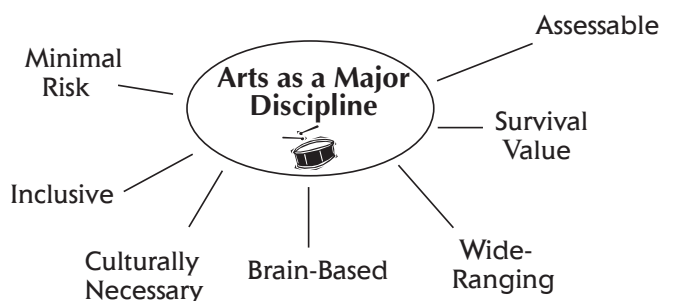 Arts as a Major
Discipline
Assessable
Survival
Value
Wide-
Ranging
Brain-Based
Culturally
Necessary
Inclusive
Minimal
Risk